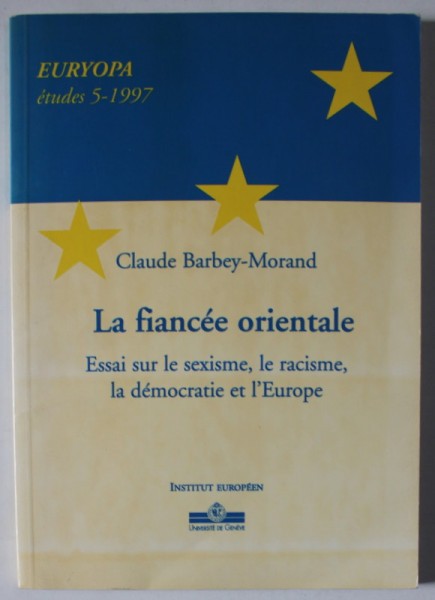 EURYOPA
études 5-1997
Claude Barbey-Morand
La fiancée orientale
Essai sur le sexisme, le racisme,
la démocratie et l'Europe
INSTITUT EUROPÉEN
UNIVERSITÉ DE GENÈVE